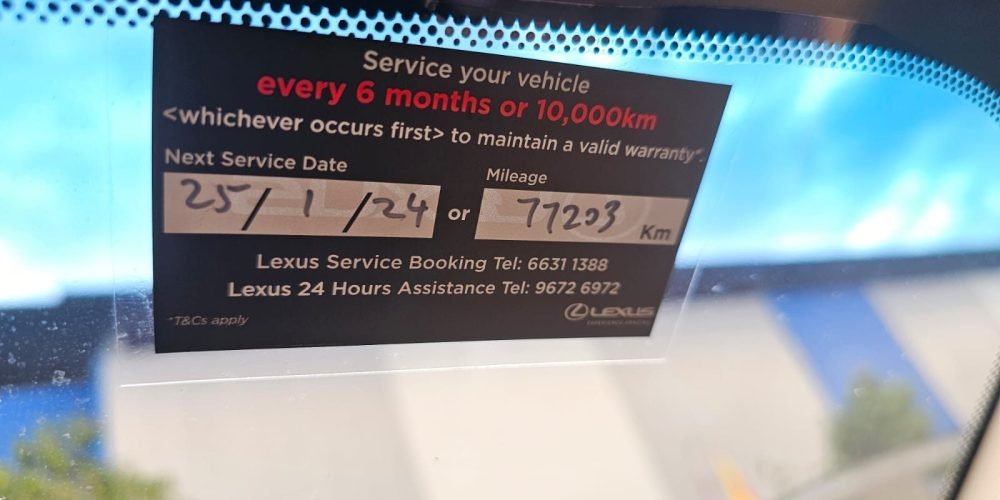 Service your vehicle
every 6 months or 10,000km
<whichever occurs first> to maintain a valid warranty*.
Next Service Date
Mileage
25/1/24 or 77203 Km
Lexus Service Booking Tel: 6631 1388
Lexus 24 Hours Assistance Tel: 9672 6972
*T&Cs apply
LEXUS
EXPERIENCE AMAZING